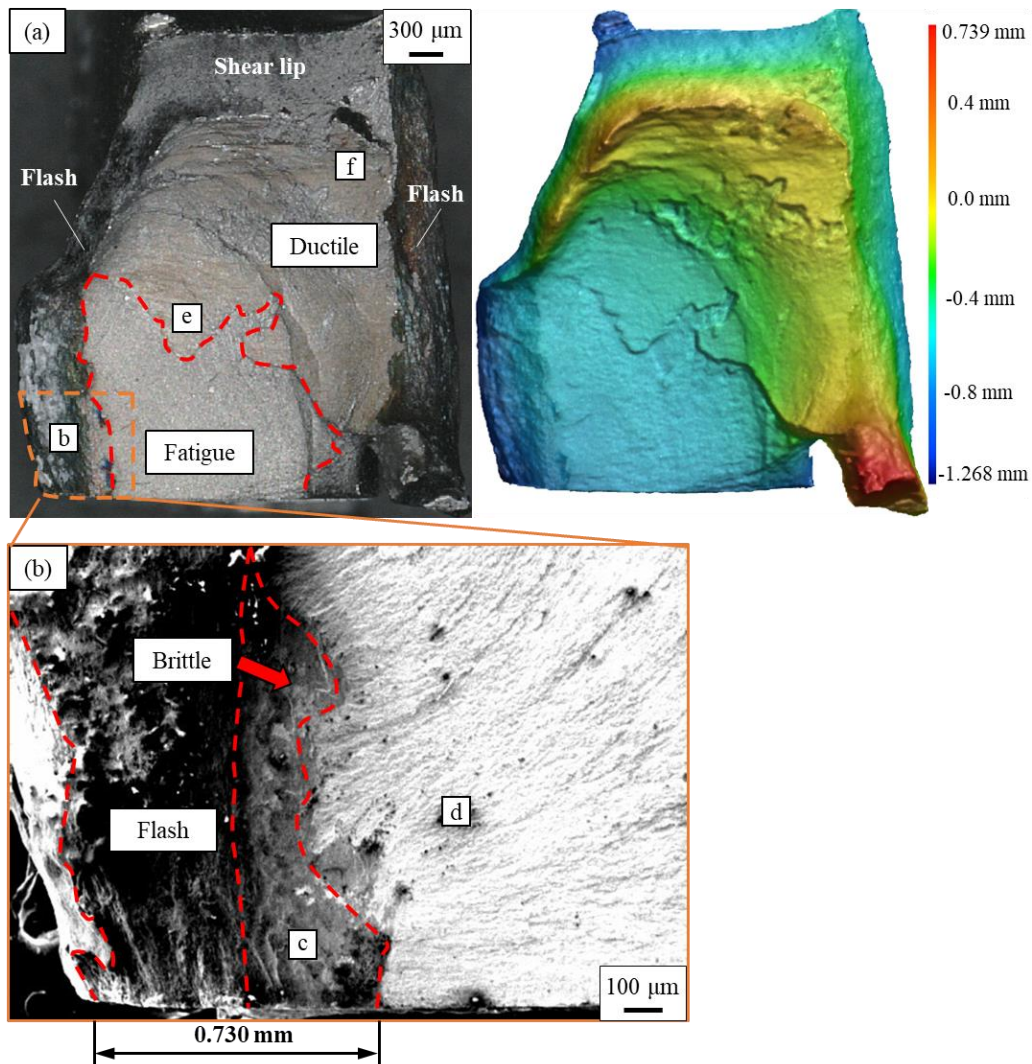 (a)
300 μm
Shear lip
f
Flash
Flash
Ductile
e
b
Fatigue
0.739 mm
0.4 mm
0.0 mm
-0.4 mm
-0.8 mm
-1.268 mm
(b)
Brittle
Flash
d
c
100 μm
0.730 mm